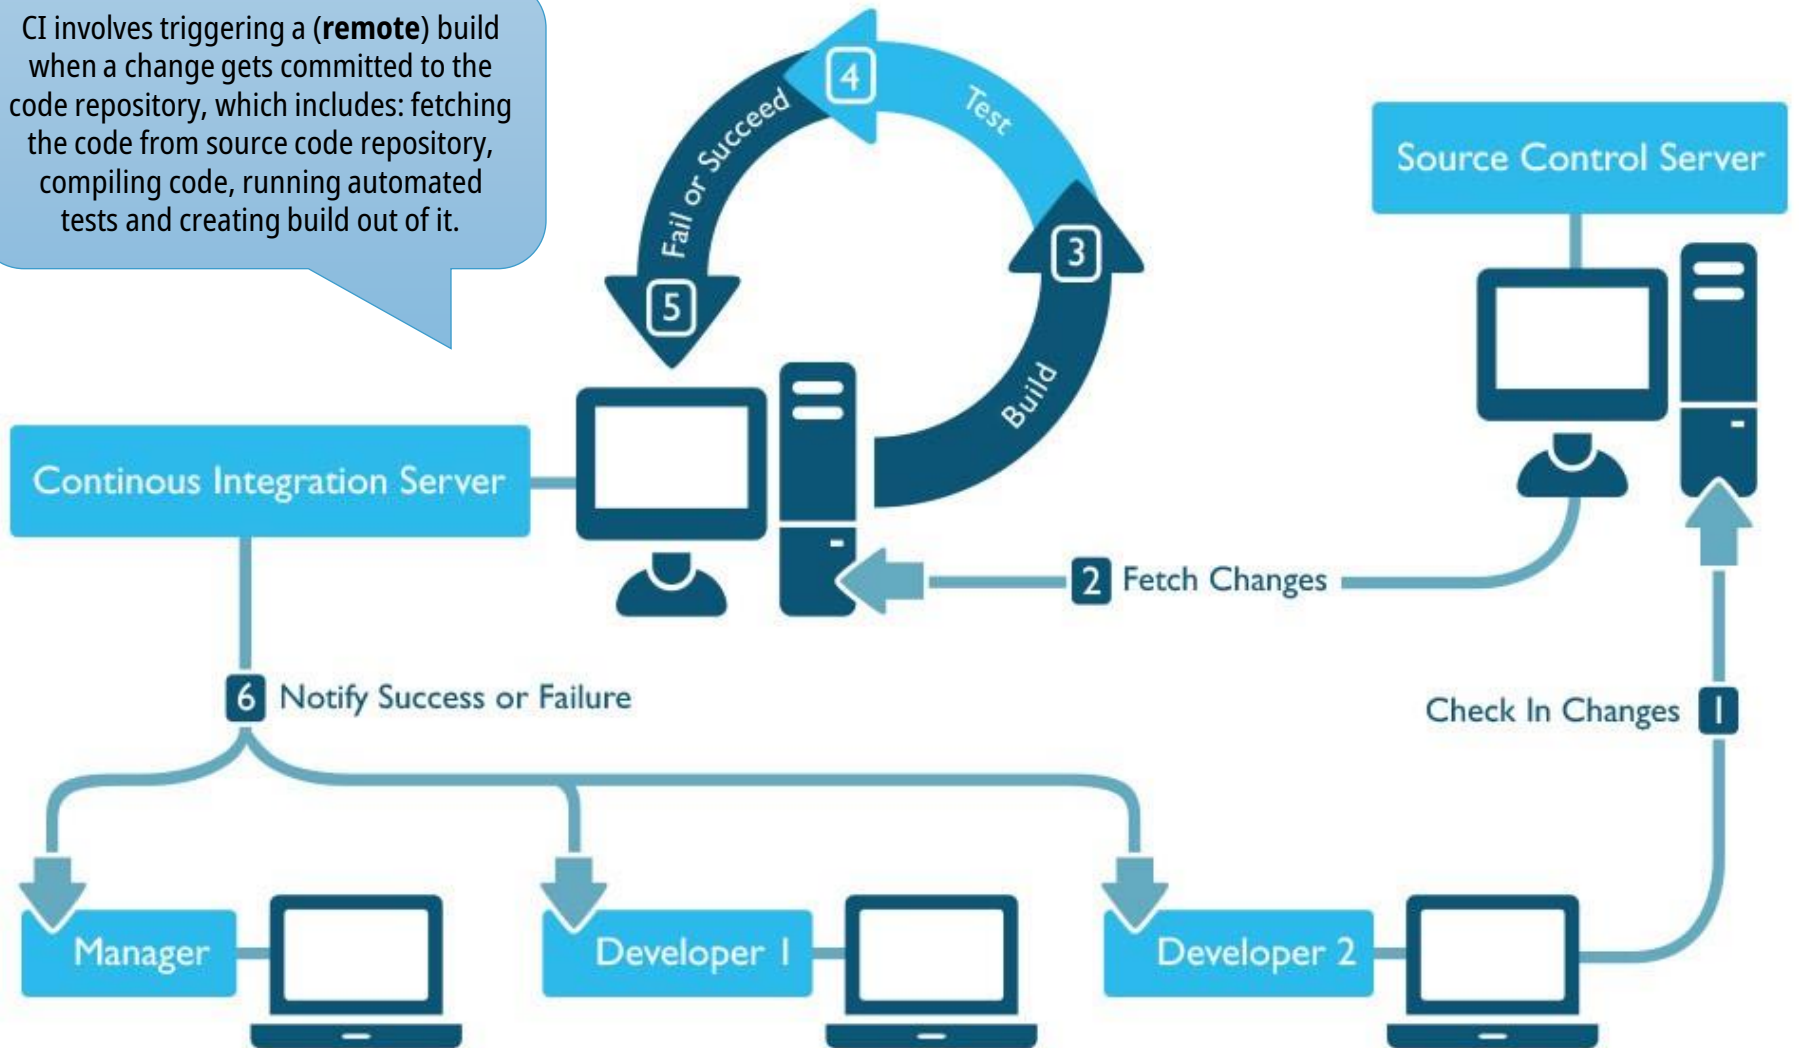 CI involves triggering a (remote) build
when a change gets committed to the
code repository, which includes: fetching
the code from source code repository,
compiling code, running automated
tests and creating build out of it.
4
Test
Fail or Succeed
3
5
Build
Source Control Server
Continous Integration Server
2 Fetch Changes
6 Notify Success or Failure
Check In Changes 1
Manager
Developer 1
Developer 2